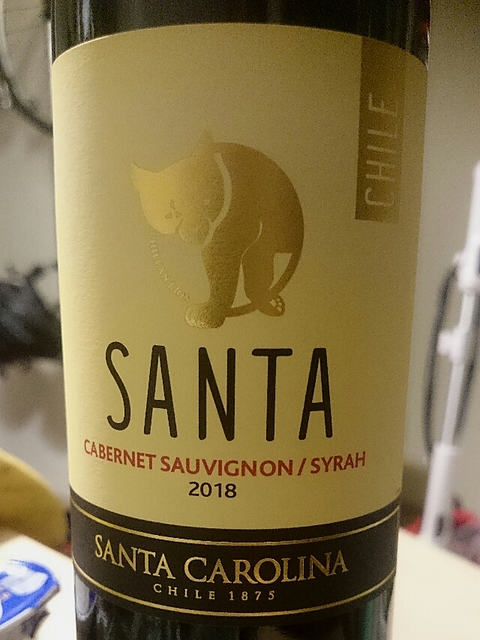 CHILE
SANTA
CABERNET SAUVIGNON / SYRAH
2018
SANTA CAROLINA
CHILE 1875